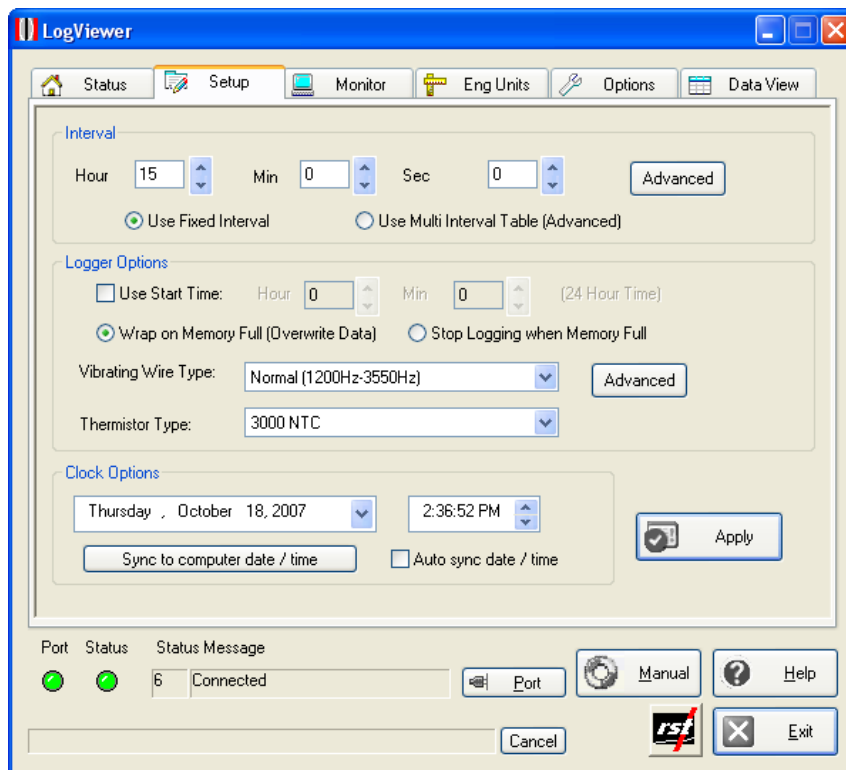 LogViewer
Status Setup Monitor Eng Units Options Data View
Interval
Hour 15 Min 0 Sec 0 Advanced
Use Fixed Interval Use Multi Interval Table (Advanced)
Logger Options
Use Start Time: Hour 0 Min 0 (24 Hour Time)
Wrap on Memory Full (Overwrite Data) Stop Logging when Memory Full
Vibrating Wire Type: Normal (1200Hz-3550Hz) Advanced
Thermistor Type: 3000 NTC
Clock Options
Thursday , October 18, 2007 2:36:52 PM
Apply
Sync to computer date / time Auto sync date / time
Port Status Status Message
6 Connected Port Manual Help
Cancel rst Exit